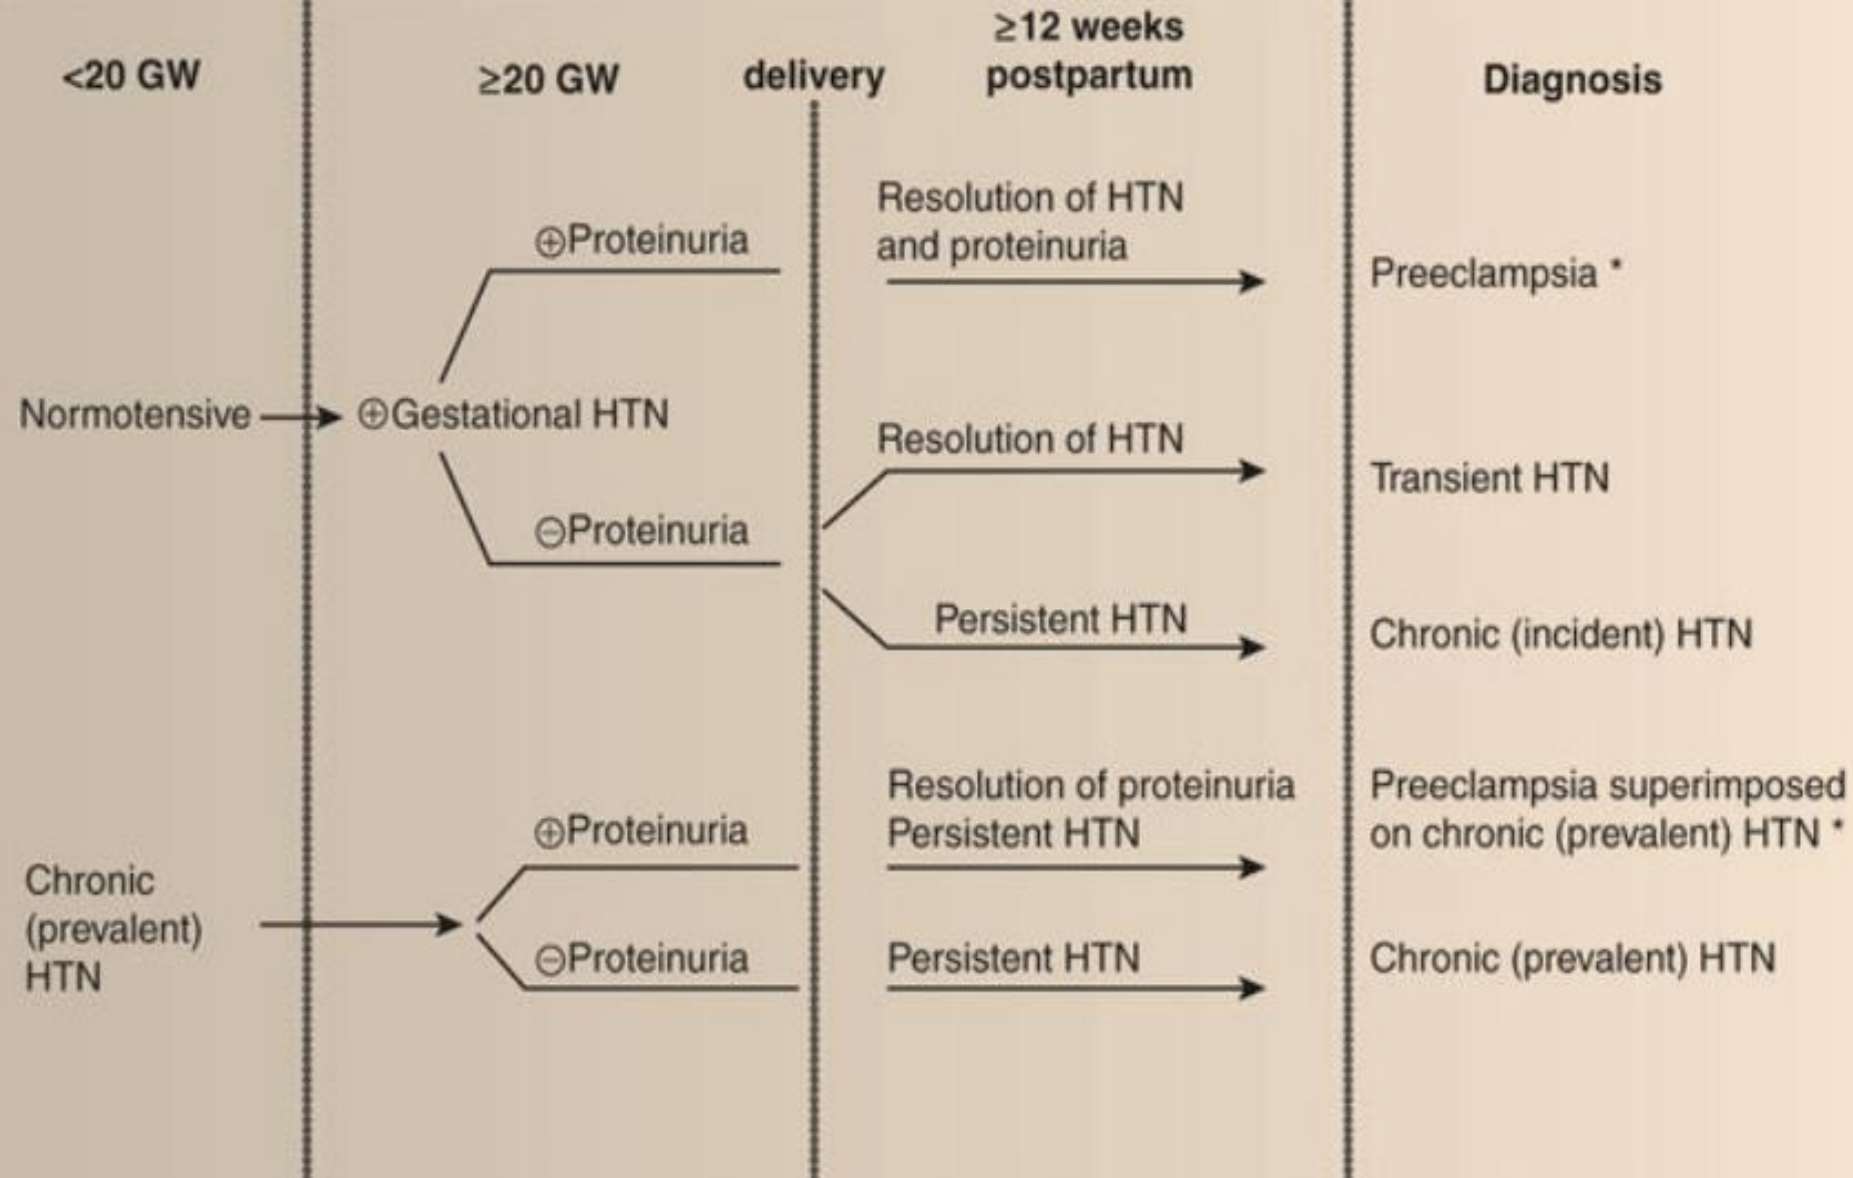 <20 GW
≥20 GW
delivery
≥12 weeks
postpartum
Diagnosis
⊕Proteinuria
Resolution of HTN
and proteinuria
Preeclampsia *
Normotensive
⊕Gestational HTN
Resolution of HTN
Transient HTN
⊖Proteinuria
Persistent HTN
Chronic (incident) HTN
Chronic
(prevalent)
HTN
⊕Proteinuria
Resolution of proteinuria
Persistent HTN
Preeclampsia superimposed
on chronic (prevalent) HTN *
⊖Proteinuria
Persistent HTN
Chronic (prevalent) HTN